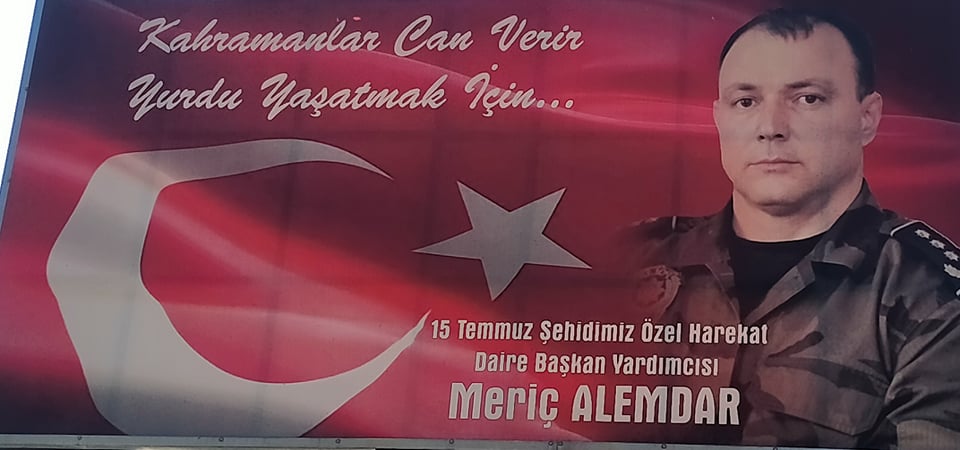 Kahramanlar Can Verir
Yurdu Yaşatmak İçin...
15 Temmuz Şehidimiz Özel Harekat
Daire Başkan Yardımcısı
Meriç ALEMDAR